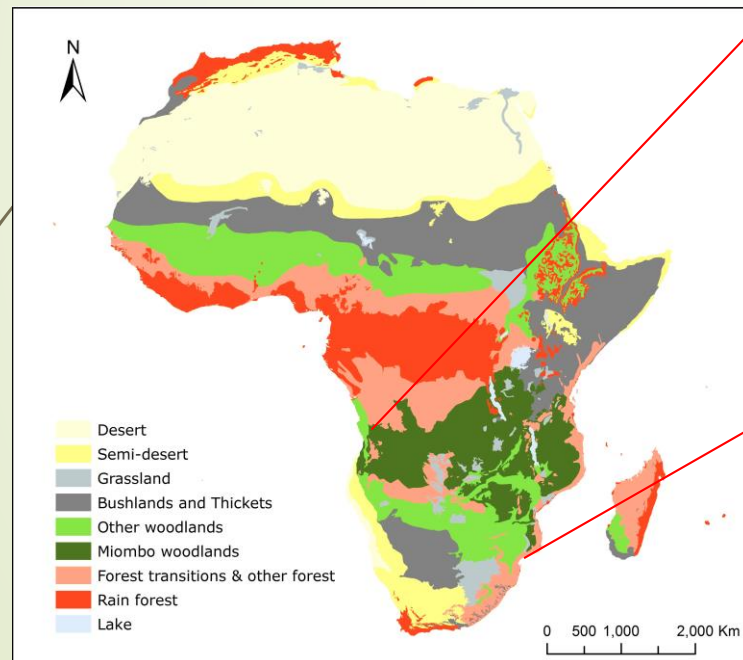 N
Desert
Semi-desert
Grassland
Bushlands and Thickets
Other woodlands
Miombo woodlands
Forest transitions & other forest
Rain forest
Lake
0 500 1,000 2,000 Km